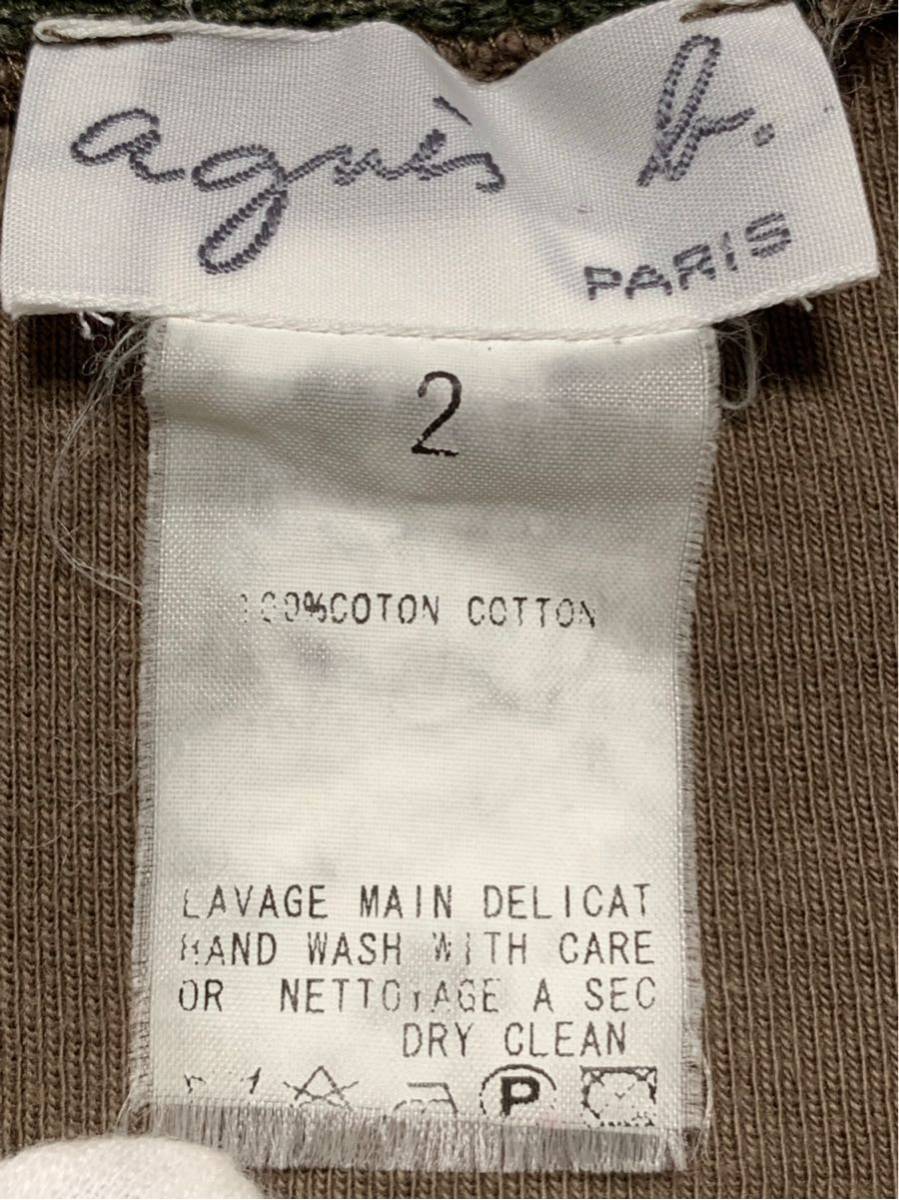 agnès b.
PARIS
2
100%COTON COTTON
LAVAGE MAIN DELICAT
HAND WASH WITH CARE
OR NETTOYAGE A SEC
DRY CLEAN
P